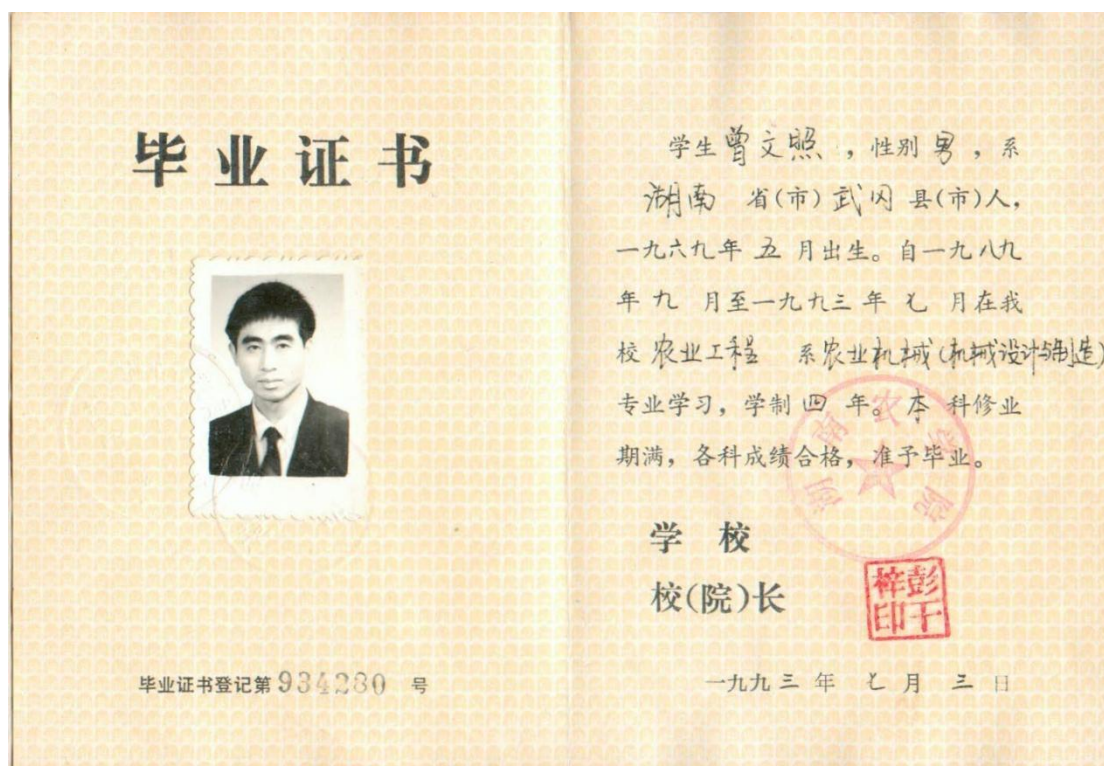 毕业证书
毕业证书登记第 934280 号
学生曾文照，性别男，系
湖南 省(市)武冈县(市)人，
一九六九年 五 月出生。自一九八九
年 九 月至一九九三 年 七 月在我
校 农业工程 系农业机械(机械设计与制造)
专业学习，学制 四 年。本 科修业
期满，各科成绩合格，准予毕业。
湖南农学院
学 校
校(院)长
彭干梓印
一九九三 年 七 月 三 日